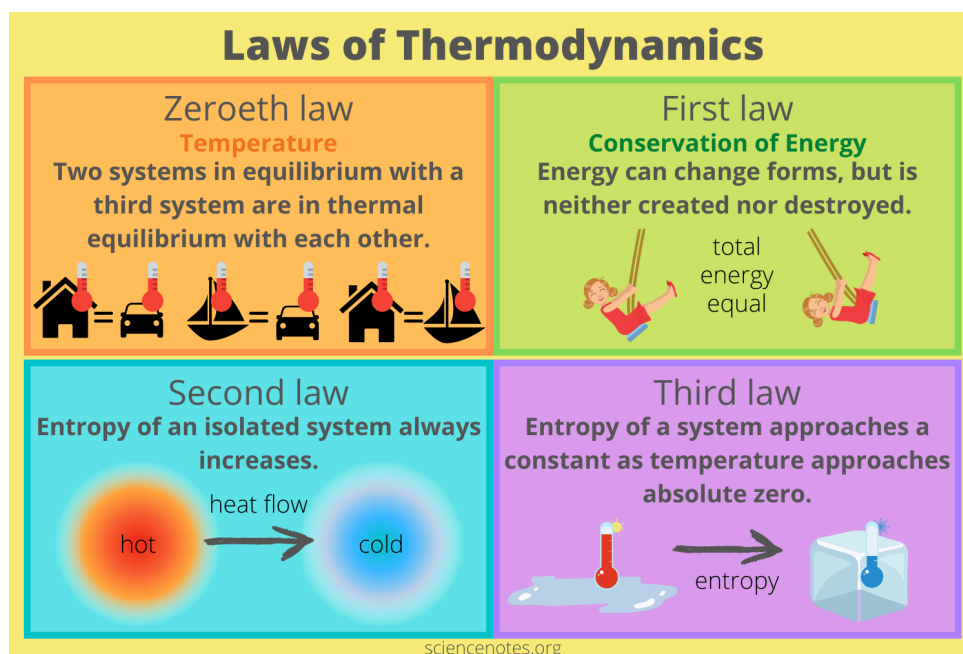 Laws of Thermodynamics
Zeroeth law
Temperature
Two systems in equilibrium with a
third system are in thermal
equilibrium with each other.
=
=
=
First law
Conservation of Energy
Energy can change forms, but is
neither created nor destroyed.
total
energy
equal
Second law
Entropy of an isolated system always
increases.
heat flow
hot
cold
Third law
Entropy of a system approaches a
constant as temperature approaches
absolute zero.
entropy
sciencenotes.org